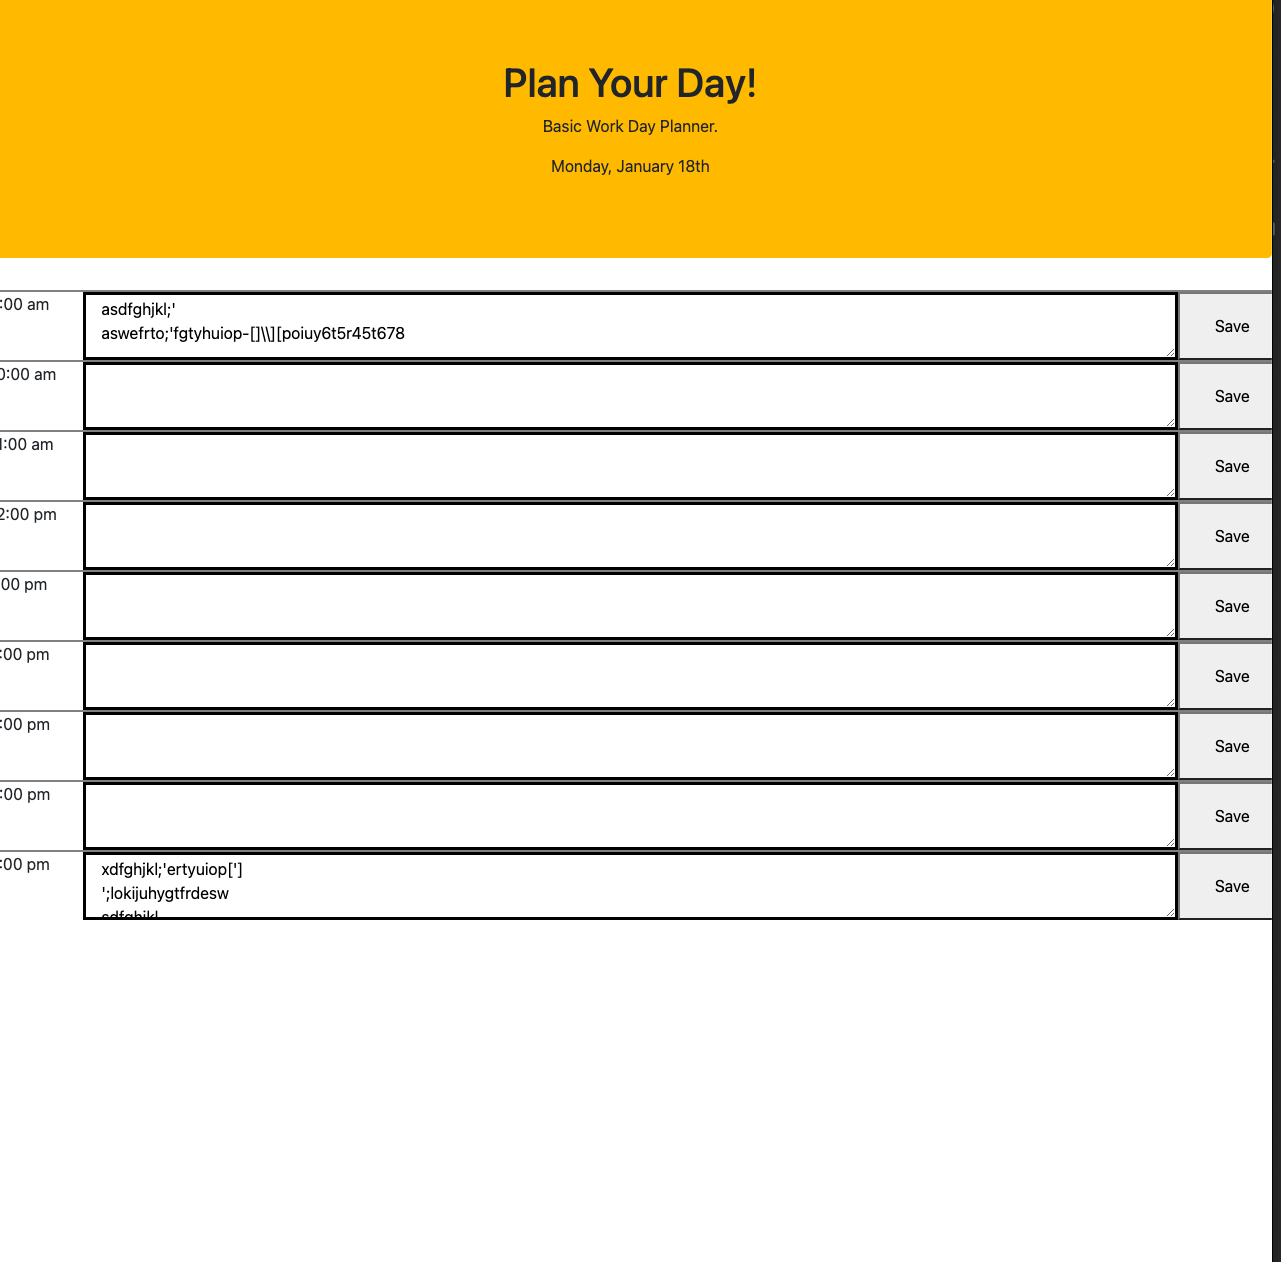 Plan Your Day!
Basic Work Day Planner.
Monday, January 18th
:00 am
asdfghjkl;'
aswefrto;'fgtyhuiop-[]\\][poiuy6t5r45t678
Save
0:00 am
Save
1:00 am
Save
2:00 pm
Save
:00 pm
Save
:00 pm
Save
:00 pm
Save
:00 pm
Save
:00 pm
xdfghjkl;'ertyuiop[']
';lokijuhygtfrdesw
Save